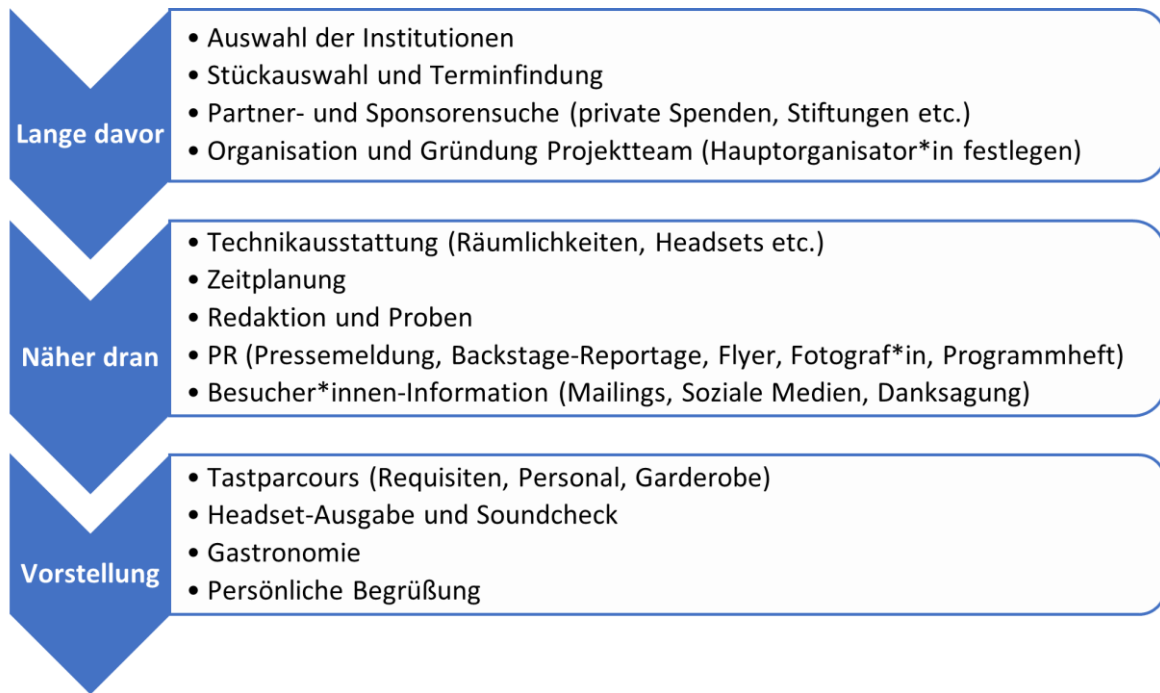 Lange davor
• Auswahl der Institutionen
• Stückauswahl und Terminfindung
• Partner- und Sponsorensuche (private Spenden, Stiftungen etc.)
• Organisation und Gründung Projektteam (Hauptorganisator*in festlegen)
Näher dran
• Technikausstattung (Räumlichkeiten, Headsets etc.)
• Zeitplanung
• Redaktion und Proben
• PR (Pressemeldung, Backstage-Reportage, Flyer, Fotograf*in, Programmheft)
• Besucher*innen-Information (Mailings, Soziale Medien, Danksagung)
Vorstellung
• Tastparcours (Requisiten, Personal, Garderobe)
• Headset-Ausgabe und Soundcheck
• Gastronomie
• Persönliche Begrüßung